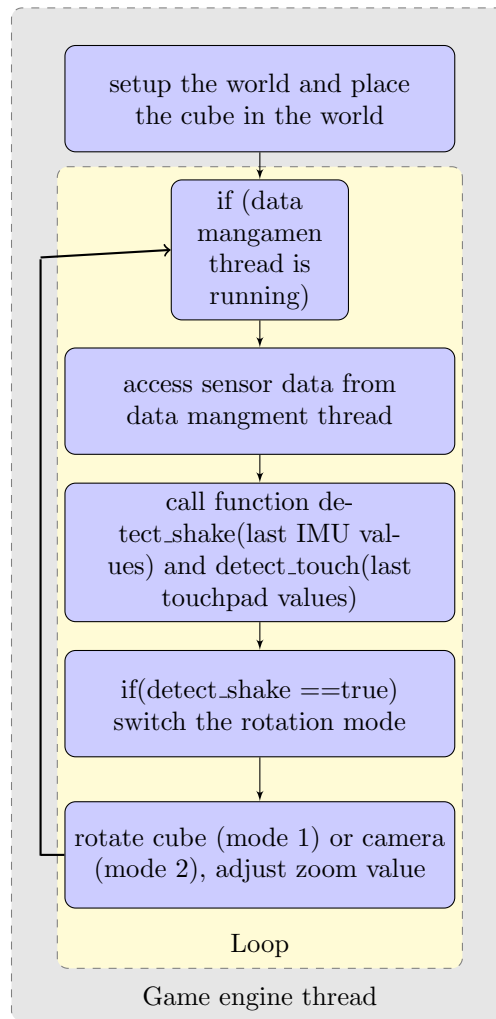 setup the world and place
the cube in the world
if (data
mangamen
thread is
running)
access sensor data from
data mangment thread
call function de-
tect_shake(last IMU val-
ues) and detect_touch(last
touchpad values)
if(detect_shake ==true)
switch the rotation mode
rotate cube (mode 1) or camera
(mode 2), adjust zoom value
Loop
Game engine thread